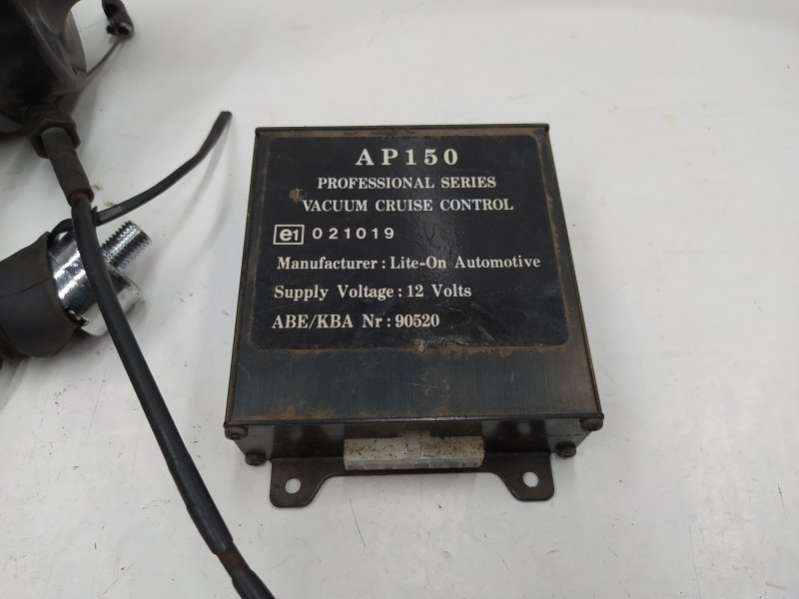 AP150
PROFESSIONAL SERIES
VACUUM CRUISE CONTROL
e1 021019
Manufacturer : Lite-On Automotive
Supply Voltage : 12 Volts
ABE/KBA Nr : 90520